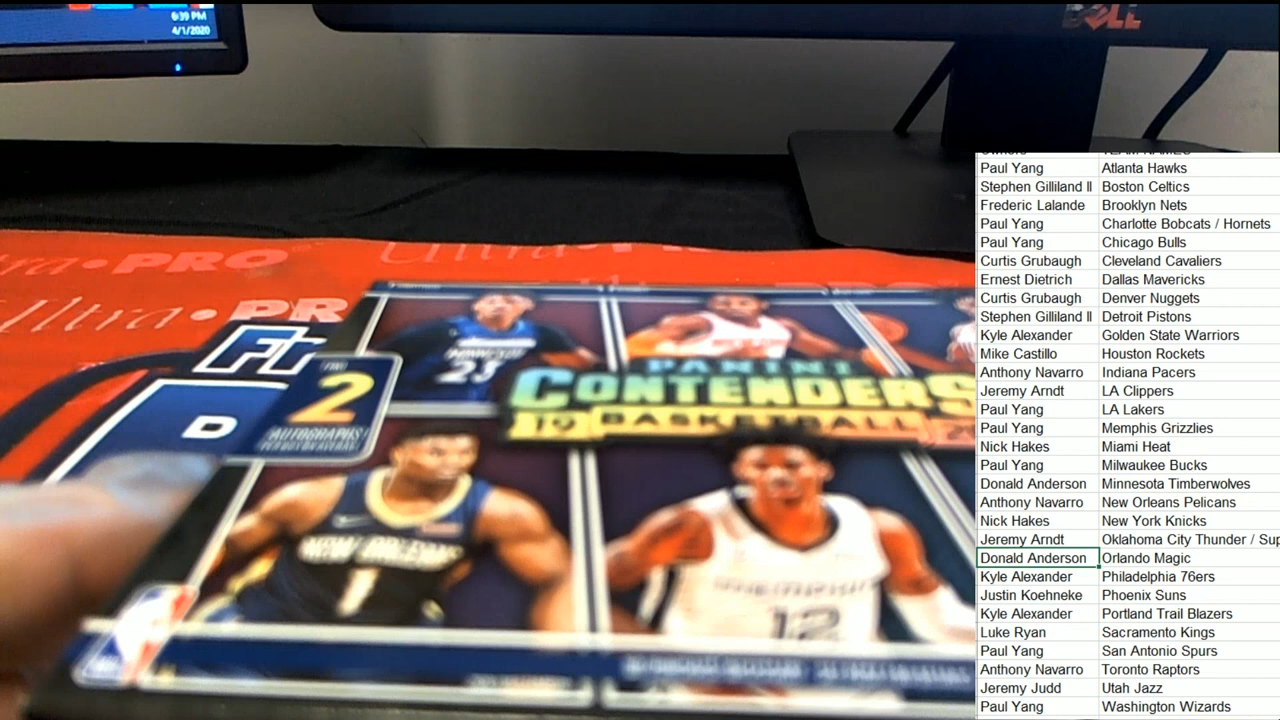 6:39 PM
4/1/2020
DELL
Ultra•PRO
Ultra•PR
Fr
D
2
AUTOGRAPHS!
23
PANINI
CONTENDERS
19 BASKETBALL
NEW ORLEANS
1
12
Paul Yang Atlanta Hawks
Stephen Gilliland II Boston Celtics
Frederic Lalande Brooklyn Nets
Paul Yang Charlotte Bobcats / Hornets
Paul Yang Chicago Bulls
Curtis Grubaugh Cleveland Cavaliers
Ernest Dietrich Dallas Mavericks
Curtis Grubaugh Denver Nuggets
Stephen Gilliland II Detroit Pistons
Kyle Alexander Golden State Warriors
Mike Castillo Houston Rockets
Anthony Navarro Indiana Pacers
Jeremy Arndt LA Clippers
Paul Yang LA Lakers
Paul Yang Memphis Grizzlies
Nick Hakes Miami Heat
Paul Yang Milwaukee Bucks
Donald Anderson Minnesota Timberwolves
Anthony Navarro New Orleans Pelicans
Nick Hakes New York Knicks
Jeremy Arndt Oklahoma City Thunder / Sup
Donald Anderson Orlando Magic
Kyle Alexander Philadelphia 76ers
Justin Koehneke Phoenix Suns
Kyle Alexander Portland Trail Blazers
Luke Ryan Sacramento Kings
Paul Yang San Antonio Spurs
Anthony Navarro Toronto Raptors
Jeremy Judd Utah Jazz
Paul Yang Washington Wizards